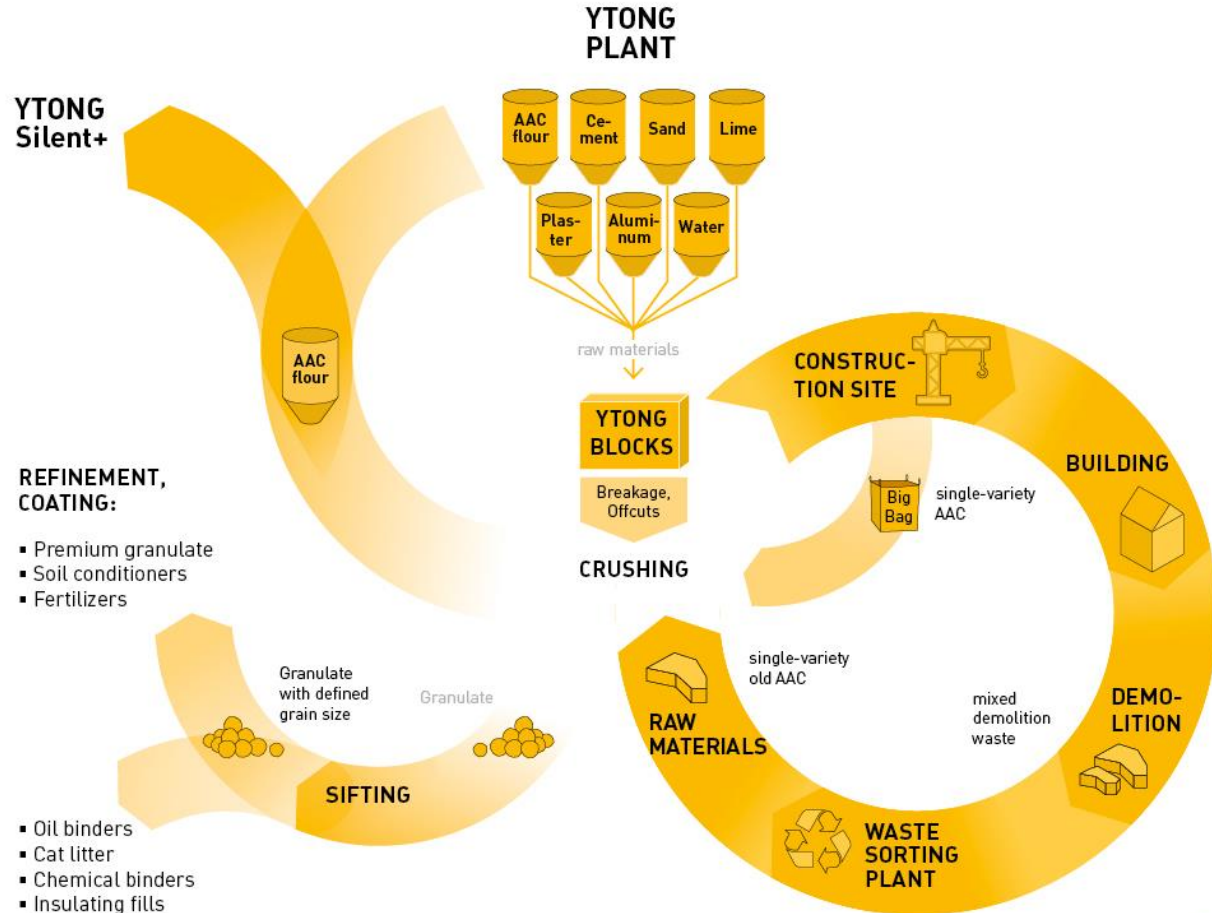 YTONG
PLANT
YTONG
Silent+
AAC
flour
Ce-
ment
Sand
Lime
Plas-
ter
Alumi-
num
Water
raw materials
AAC
flour
YTONG
BLOCKS
Breakage,
Offcuts
CRUSHING
CONSTRUC-
TION SITE
BUILDING
Big
Bag
single-variety
AAC
DEMO-
LITION
mixed
demolition
waste
WASTE
SORTING
PLANT
RAW
MATERIALS
single-variety
old AAC
REFINEMENT,
COATING:
▪ Premium granulate
▪ Soil conditioners
▪ Fertilizers
Granulate
with defined
grain size
Granulate
SIFTING
▪ Oil binders
▪ Cat litter
▪ Chemical binders
▪ Insulating fills